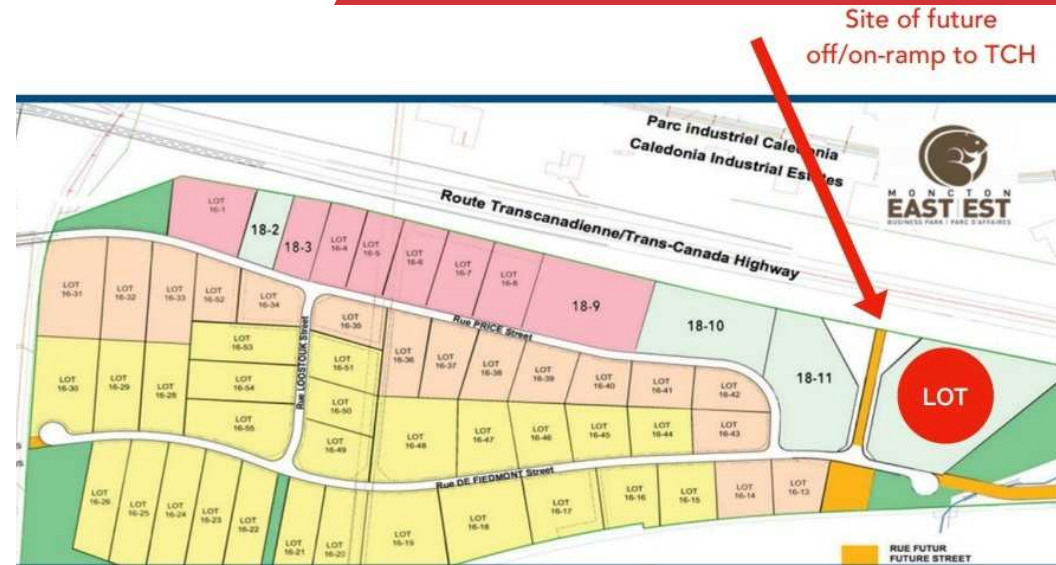 Site of future
off/on-ramp to TCH
Parc industriel Caledonia
Caledonia Industrial Estates
MONCTON
EAST EST
BUSINESS PARK | PARC D'AFFAIRES
Route Transcanadienne/Trans-Canada Highway
LOT
16-1
18-2
18-3
LOT
16-4
LOT
16-5
LOT
16-6
LOT
16-7
LOT
16-8
18-9
18-10
18-11
LOT
LOT
16-31
LOT
16-32
LOT
16-33
LOT
16-52
LOT
16-34
LOT
16-35
Rue PRICE Street
LOT
16-36
LOT
16-37
LOT
16-38
LOT
16-39
LOT
16-40
LOT
16-41
LOT
16-42
LOT
16-43
Rue LOOSTOUK Street
LOT
16-53
LOT
16-54
LOT
16-55
LOT
16-51
LOT
16-50
LOT
16-49
LOT
16-30
LOT
16-29
LOT
16-28
LOT
16-48
LOT
16-47
LOT
16-46
LOT
16-45
LOT
16-44
Rue DE FIEDMONT Street
LOT
16-26
LOT
16-25
LOT
16-24
LOT
16-23
LOT
16-22
LOT
16-21
LOT
16-20
LOT
16-19
LOT
16-18
LOT
16-17
LOT
16-16
LOT
16-15
LOT
16-14
LOT
16-13
RUE FUTUR
FUTURE STREET